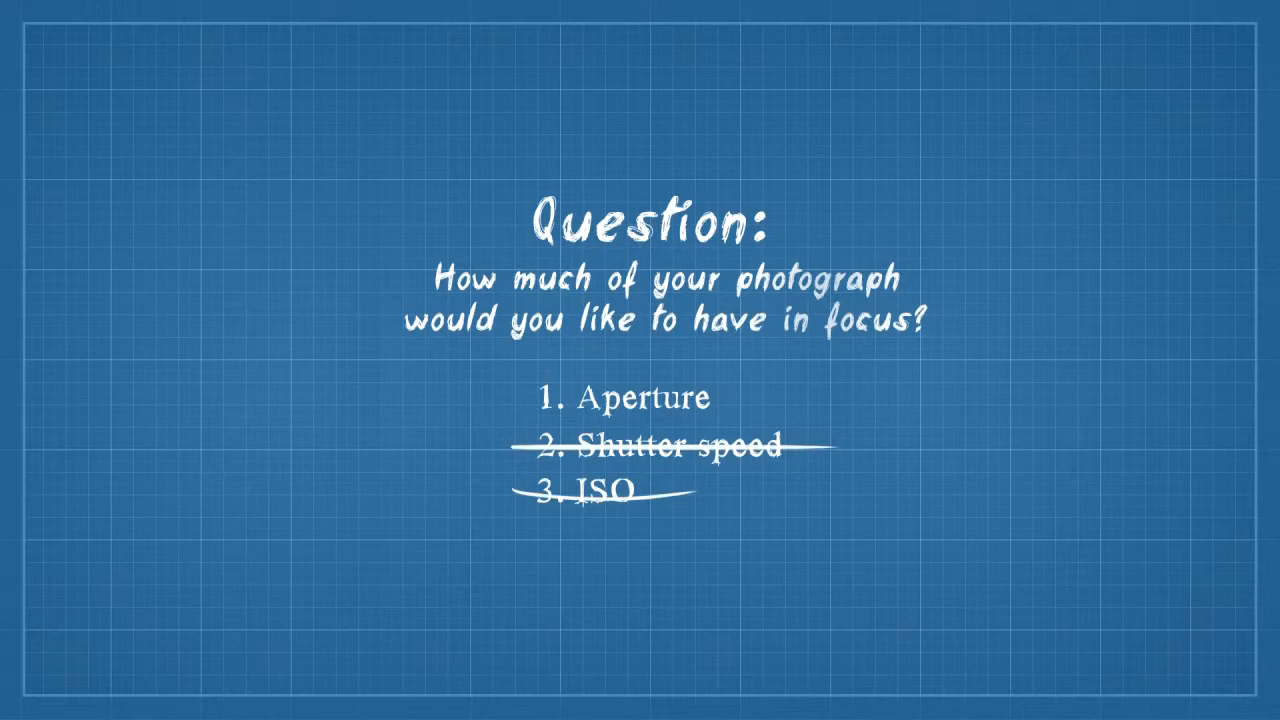 Question:
How much of your photograph
would you like to have in focus?
1. Aperture
2. Shutter speed
3. ISO